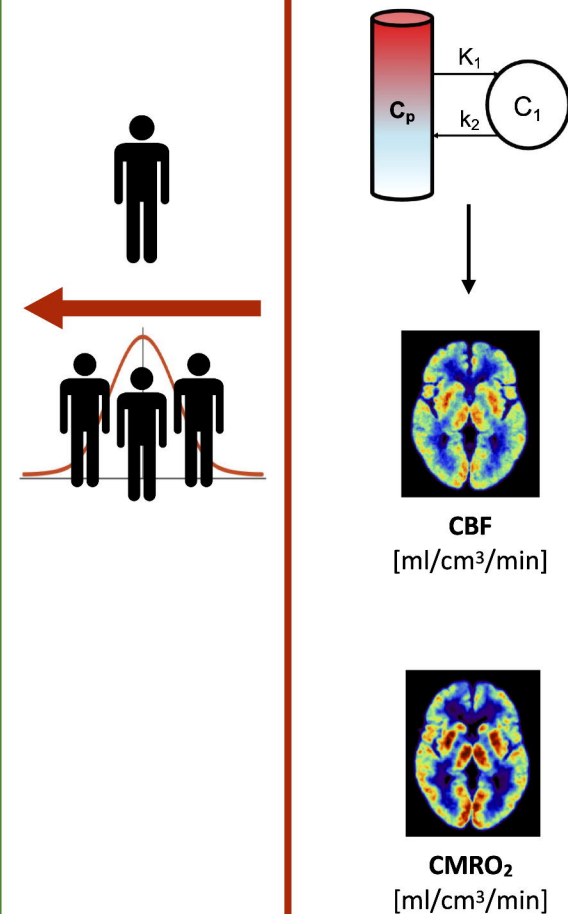 K₁
Cₚ
C₁
k₂
CBF
[ml/cm³/min]
CMRO₂
[ml/cm³/min]